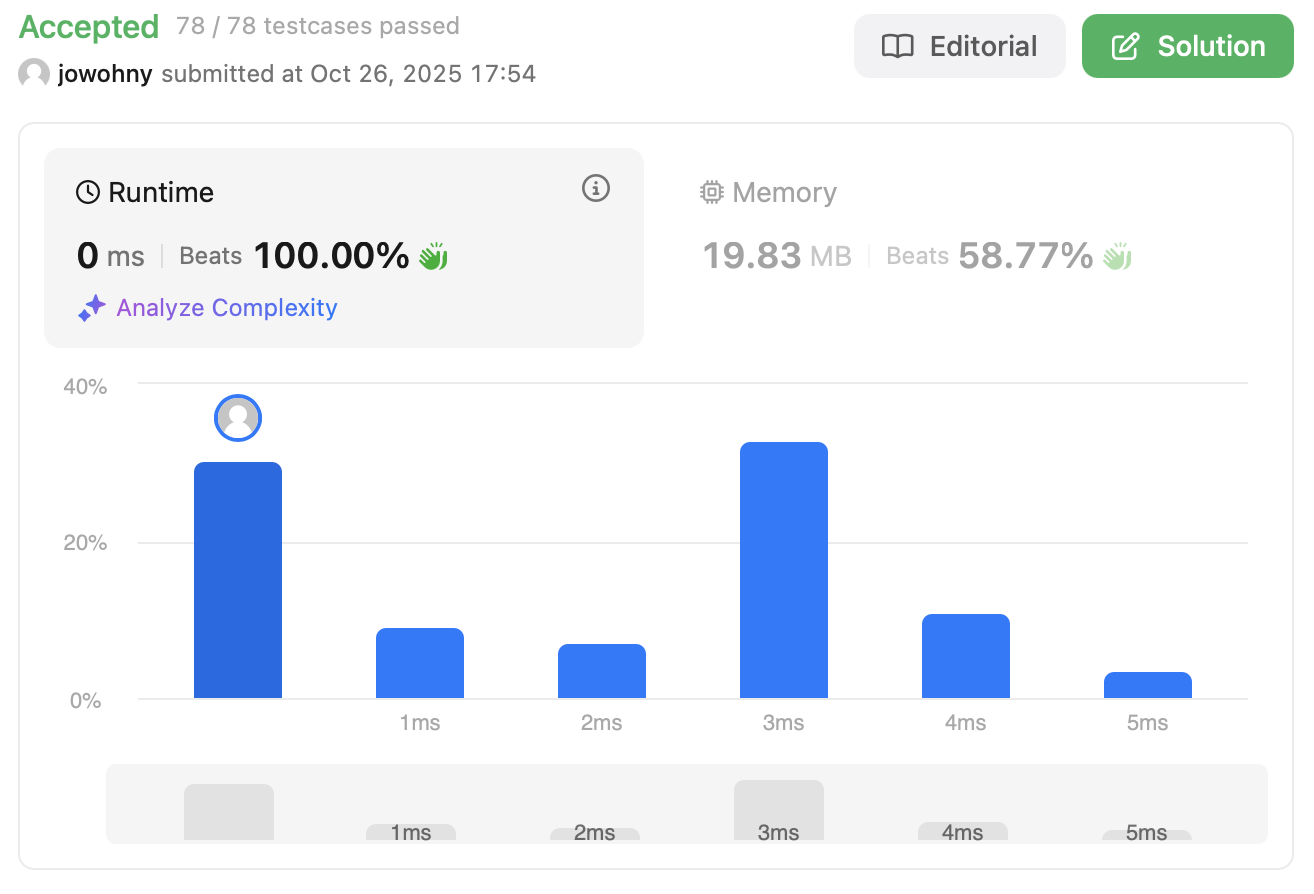 Accepted 78 / 78 testcases passed
jowohny submitted at Oct 26, 2025 17:54
Editorial
Solution
Runtime
0 ms Beats 100.00%
Analyze Complexity
Memory
19.83 MB Beats 58.77%
40%
20%
0%
1ms 2ms 3ms 4ms 5ms
1ms 2ms 3ms 4ms 5ms